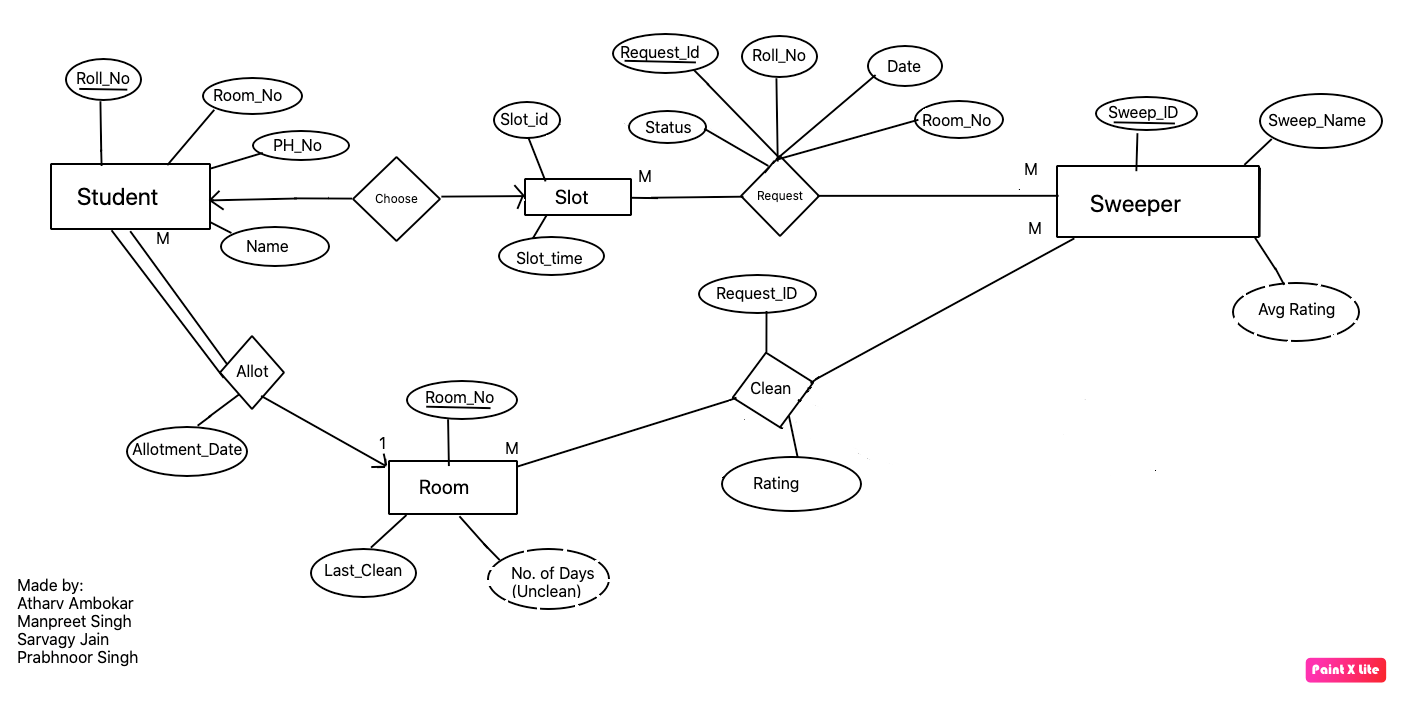 Request_Id
Roll_No
Date
Roll_No
Room_No
Slot_id
Status
Room_No
Sweep_ID
Sweep_Name
PH_No
M
M
Student
Choose
Slot
Request
Sweeper
M
Name
Slot_time
M
Request_ID
Avg Rating
Allot
Clean
Room_No
Allotment_Date
1
M
Room
Rating
Last_Clean
No. of Days
(Unclean)
Made by:
Atharv Ambokar
Manpreet Singh
Sarvagy Jain
Prabhnoor Singh
Paint X Lite